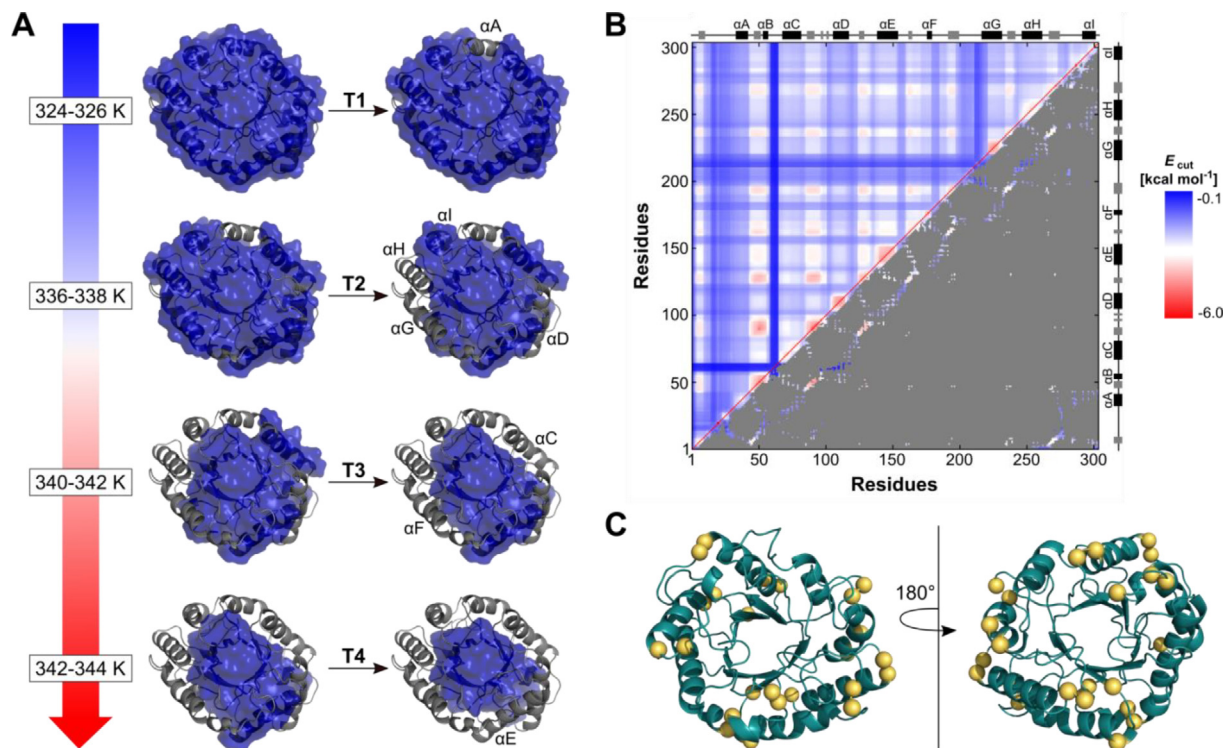 A
324-326 K
T1
αA
336-338 K
T2
αI
αH
αG
αD
340-342 K
T3
αC
αF
342-344 K
T4
αE
B
αA αB αC αD αE αF αG αH αI
300
250
200
150
100
50
1
Residues
1 50 100 150 200 250 300
Residues
αI
αH
αG
αF
αE
αD
αC
αB
αA
E cut
[kcal mol⁻¹]
-0.1
-6.0
C
180°